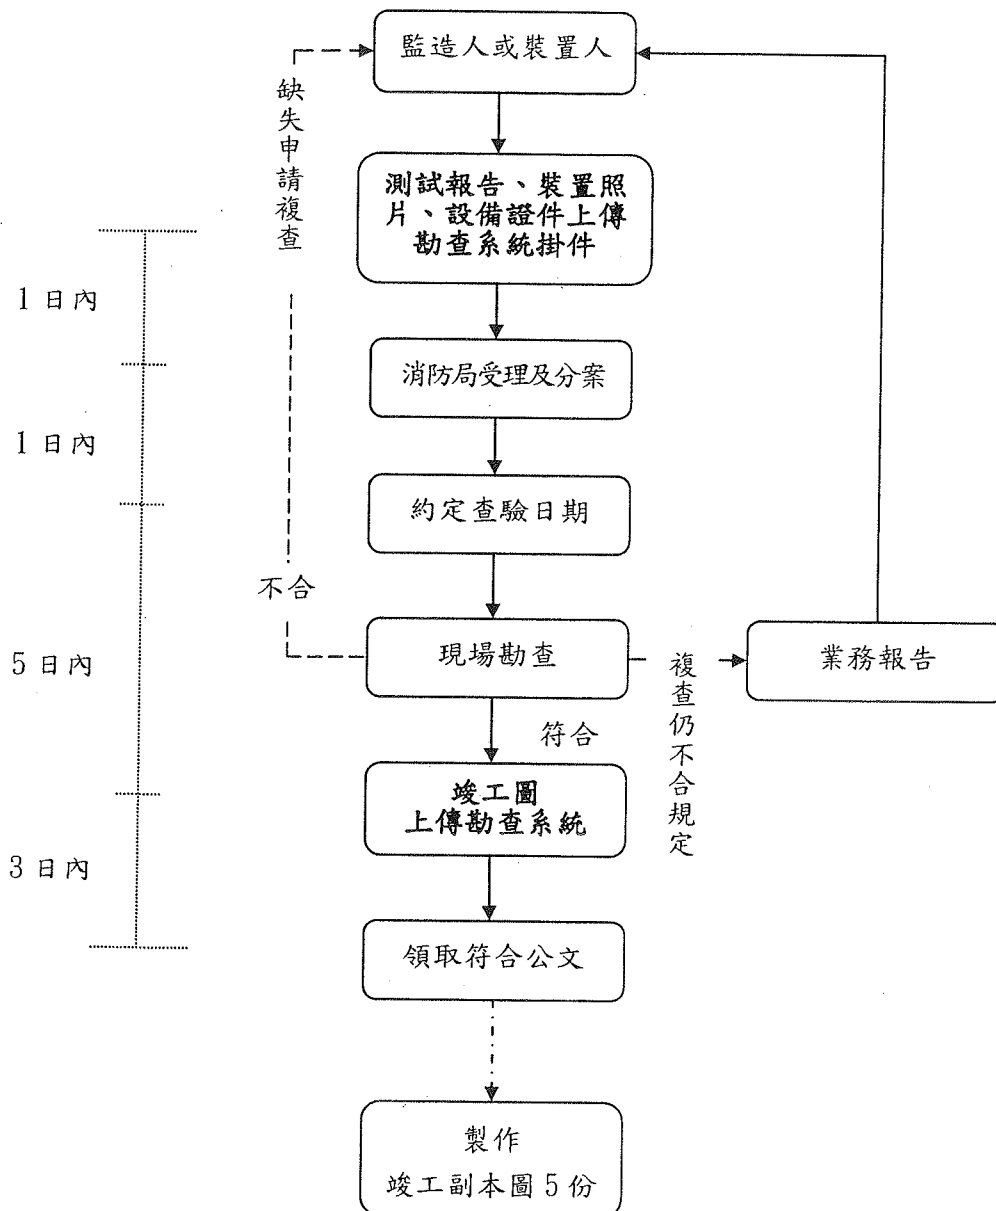 監造人或裝置人
缺失申請複查
測試報告、裝置照
片、設備證件上傳
勘查系統掛件
1日內
消防局受理及分案
1日內
約定查驗日期
不合
現場勘查
複查仍不合規定
業務報告
5日內
符合
竣工圖
上傳勘查系統
3日內
領取符合公文
製作
竣工副本圖5份